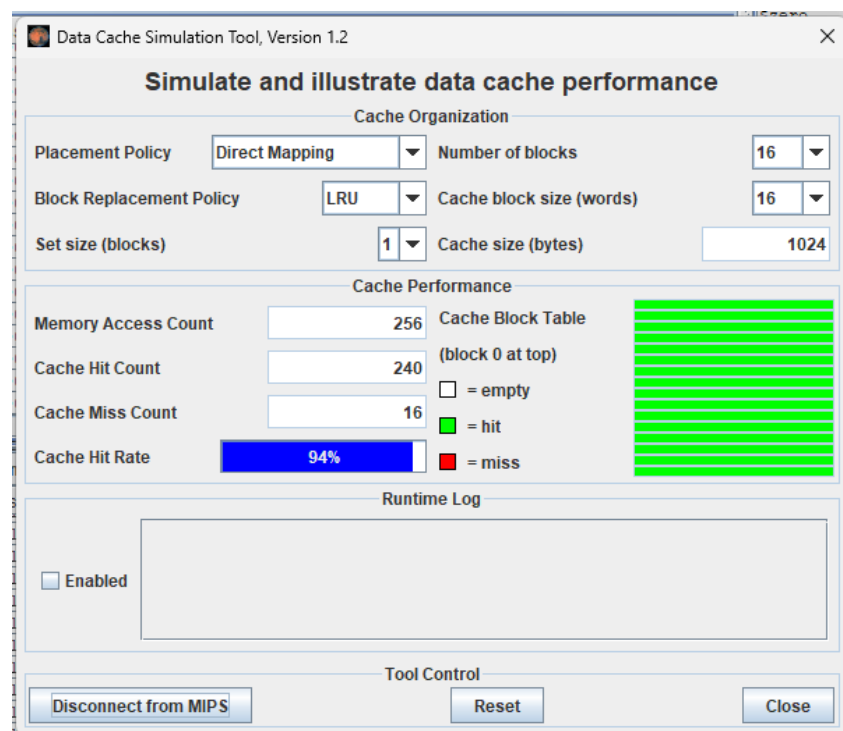 Data Cache Simulation Tool, Version 1.2
Simulate and illustrate data cache performance
Cache Organization
Placement Policy Direct Mapping Number of blocks 16
Block Replacement Policy LRU Cache block size (words) 16
Set size (blocks) 1 Cache size (bytes) 1024
Cache Performance
Memory Access Count 256 Cache Block Table
(block 0 at top)
Cache Hit Count 240
= empty
Cache Miss Count 16
= hit
Cache Hit Rate 94% = miss
Runtime Log
Enabled
Tool Control
Disconnect from MIPS Reset Close